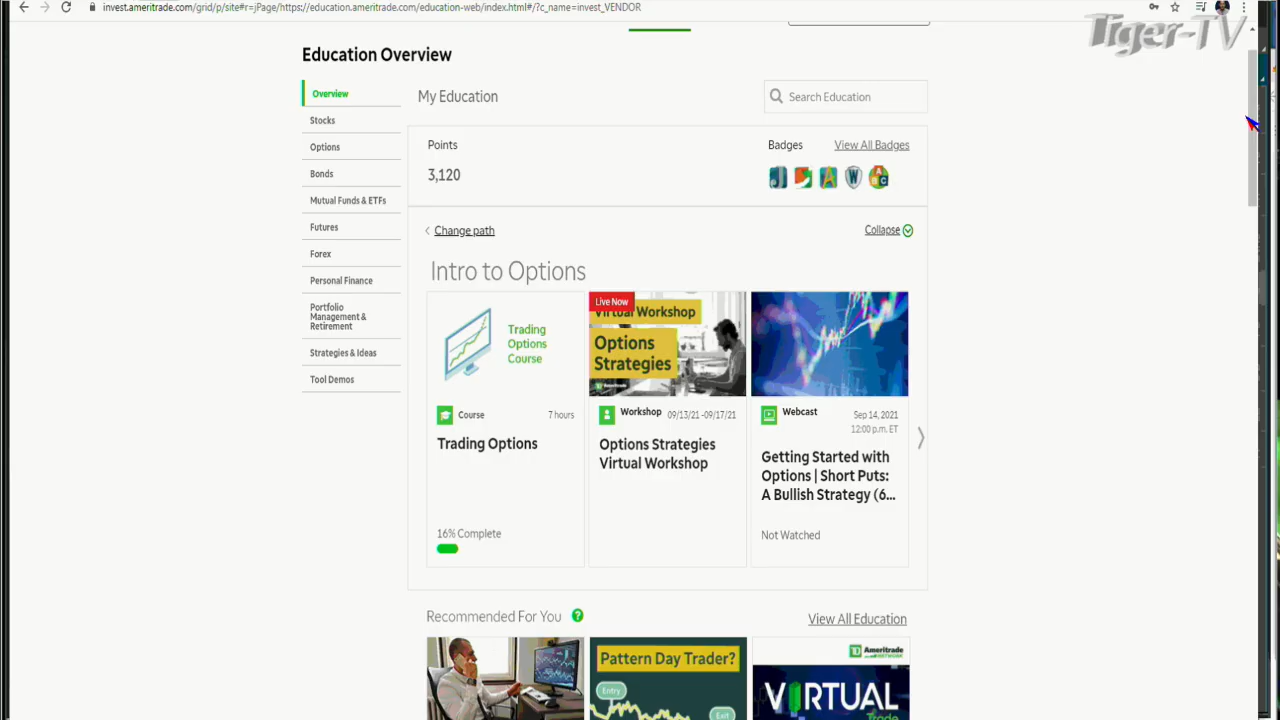 invest.ameritrade.com/grid/p/site#r=jPage/https://education.ameritrade.com/education-web/index.html#/?c_name=invest_VENDOR
Tiger-TV
Education Overview
Overview
Stocks
Options
Bonds
Mutual Funds & ETFs
Futures
Forex
Personal Finance
Portfolio
Management &
Retirement
Strategies & Ideas
Tool Demos
My Education
Search Education
Points
3,120
Badges
View All Badges
Change path
Collapse
Intro to Options
Trading
Options
Course
Course
7 hours
Trading Options
16% Complete
Live Now
Virtual Workshop
Options
Strategies
Workshop
09/13/21 -09/17/21
Options Strategies
Virtual Workshop
Webcast
Sep 14, 2021
12:00 p.m. ET
Getting Started with
Options | Short Puts:
A Bullish Strategy (6...
Not Watched
Recommended For You
View All Education
Pattern Day Trader?
Entry
Exit
Ameritrade
NETWORK
VIRTUAL
Trade